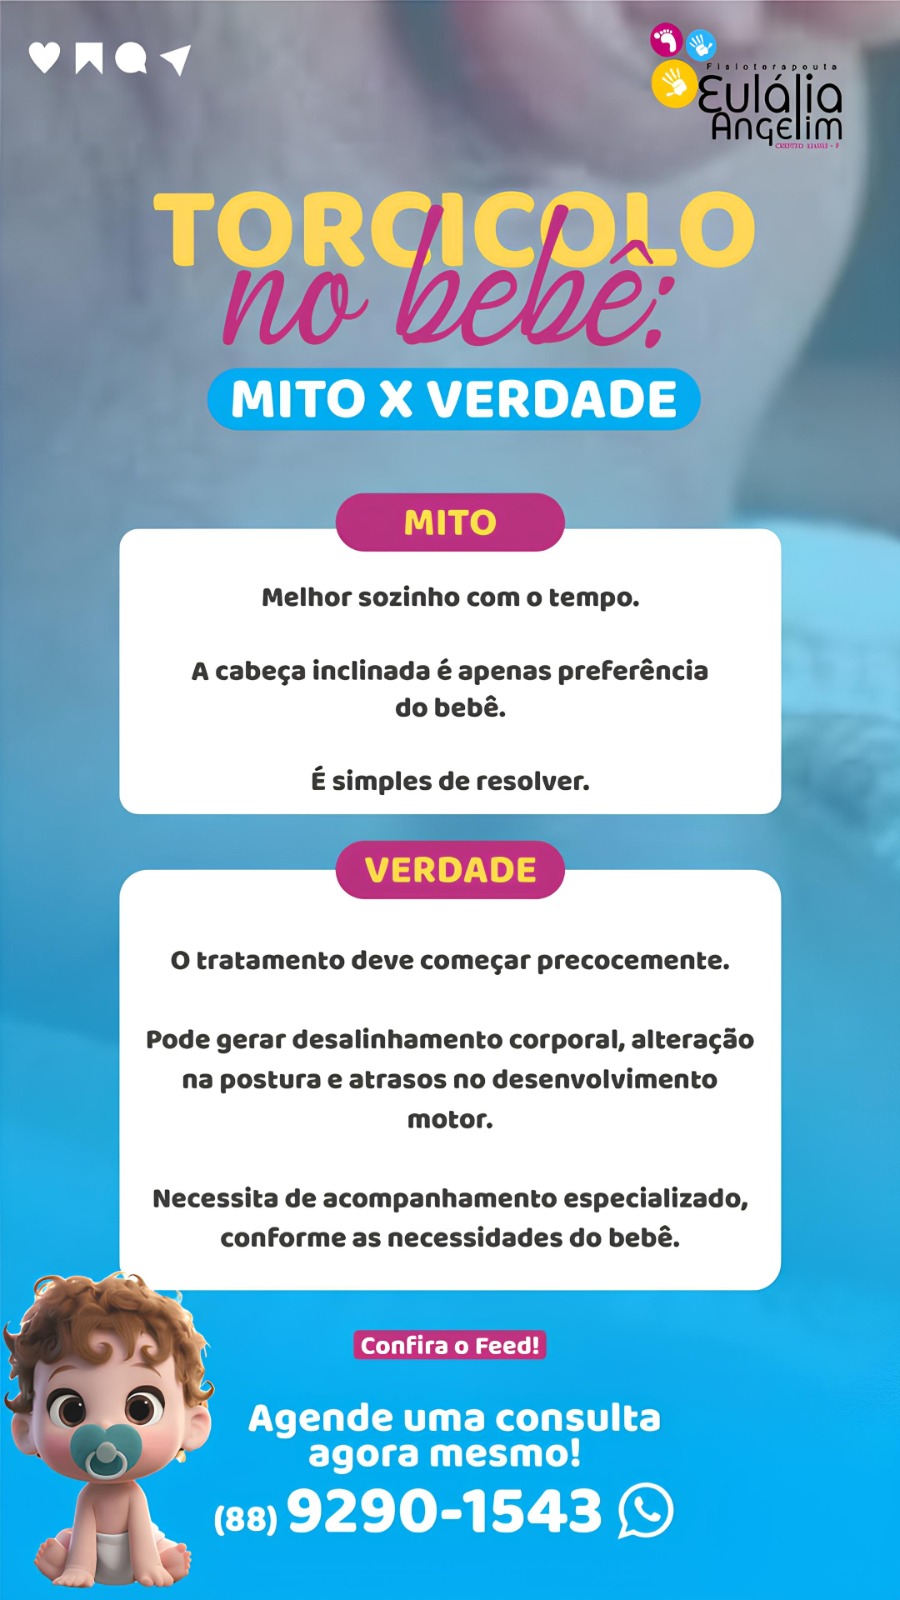 Fisioterapeuta
Eulália
Angelim
TORCICOLO
no bebê:
MITO X VERDADE
MITO
Melhor sozinho com o tempo.
A cabeça inclinada é apenas preferência
do bebê.
É simples de resolver.
VERDADE
O tratamento deve começar precocemente.
Pode gerar desalinhamento corporal, alteração
na postura e atrasos no desenvolvimento
motor.
Necessita de acompanhamento especializado,
conforme as necessidades do bebê.
Confira o Feed!
Agende uma consulta
agora mesmo!
(88) 9290-1543